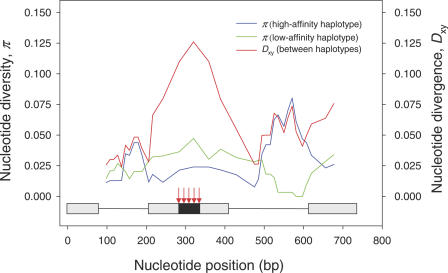 0.150
0.125
0.100
0.075
0.050
0.025
0.000
Nucleotide diversity, π
π (high-affinity haplotype)
π (low-affinity haplotype)
Dxy (between haplotypes)
0.150
0.125
0.100
0.075
0.050
0.025
0.000
Nucleotide divergence, Dxy
0 100 200 300 400 500 600 700 800
Nucleotide position (bp)